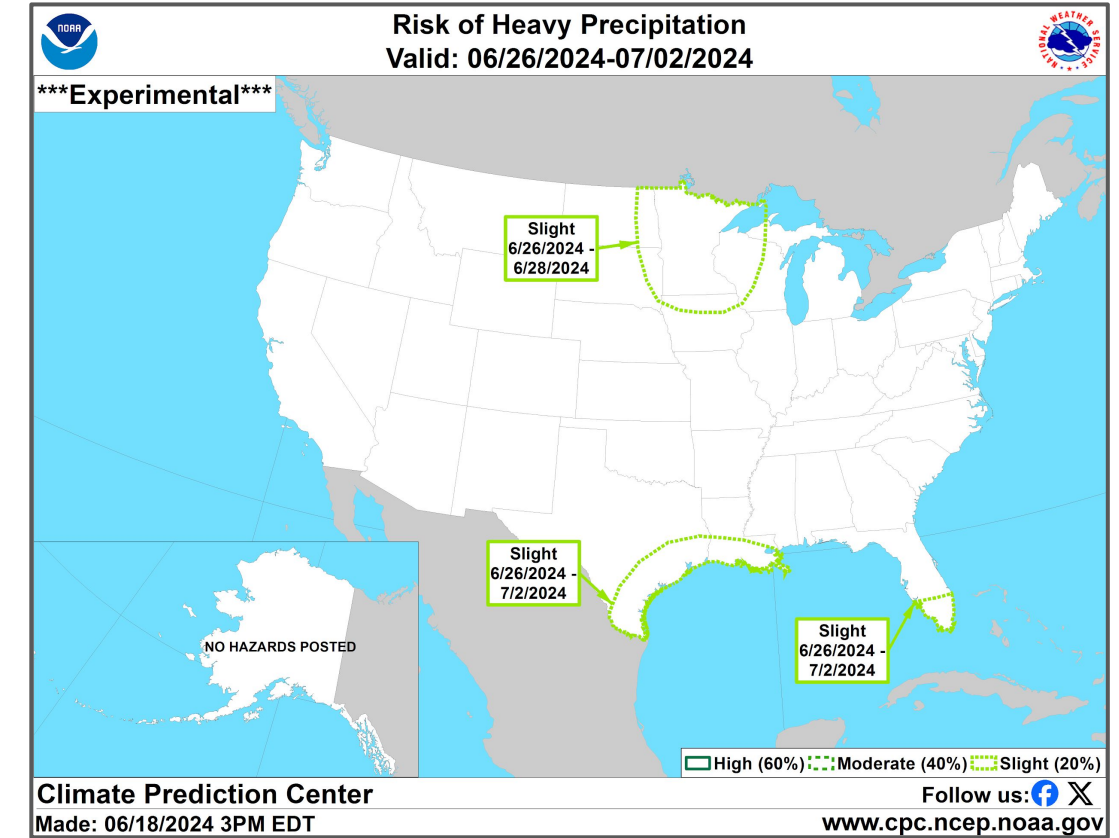 NOAA
Risk of Heavy Precipitation
Valid: 06/26/2024-07/02/2024
NATIONAL WEATHER SERVICE
***Experimental***
Slight
6/26/2024 -
6/28/2024
Slight
6/26/2024 -
7/2/2024
Slight
6/26/2024 -
7/2/2024
NO HAZARDS POSTED
High (60%) Moderate (40%) Slight (20%)
Climate Prediction Center
Follow us:
Made: 06/18/2024 3PM EDT
www.cpc.ncep.noaa.gov